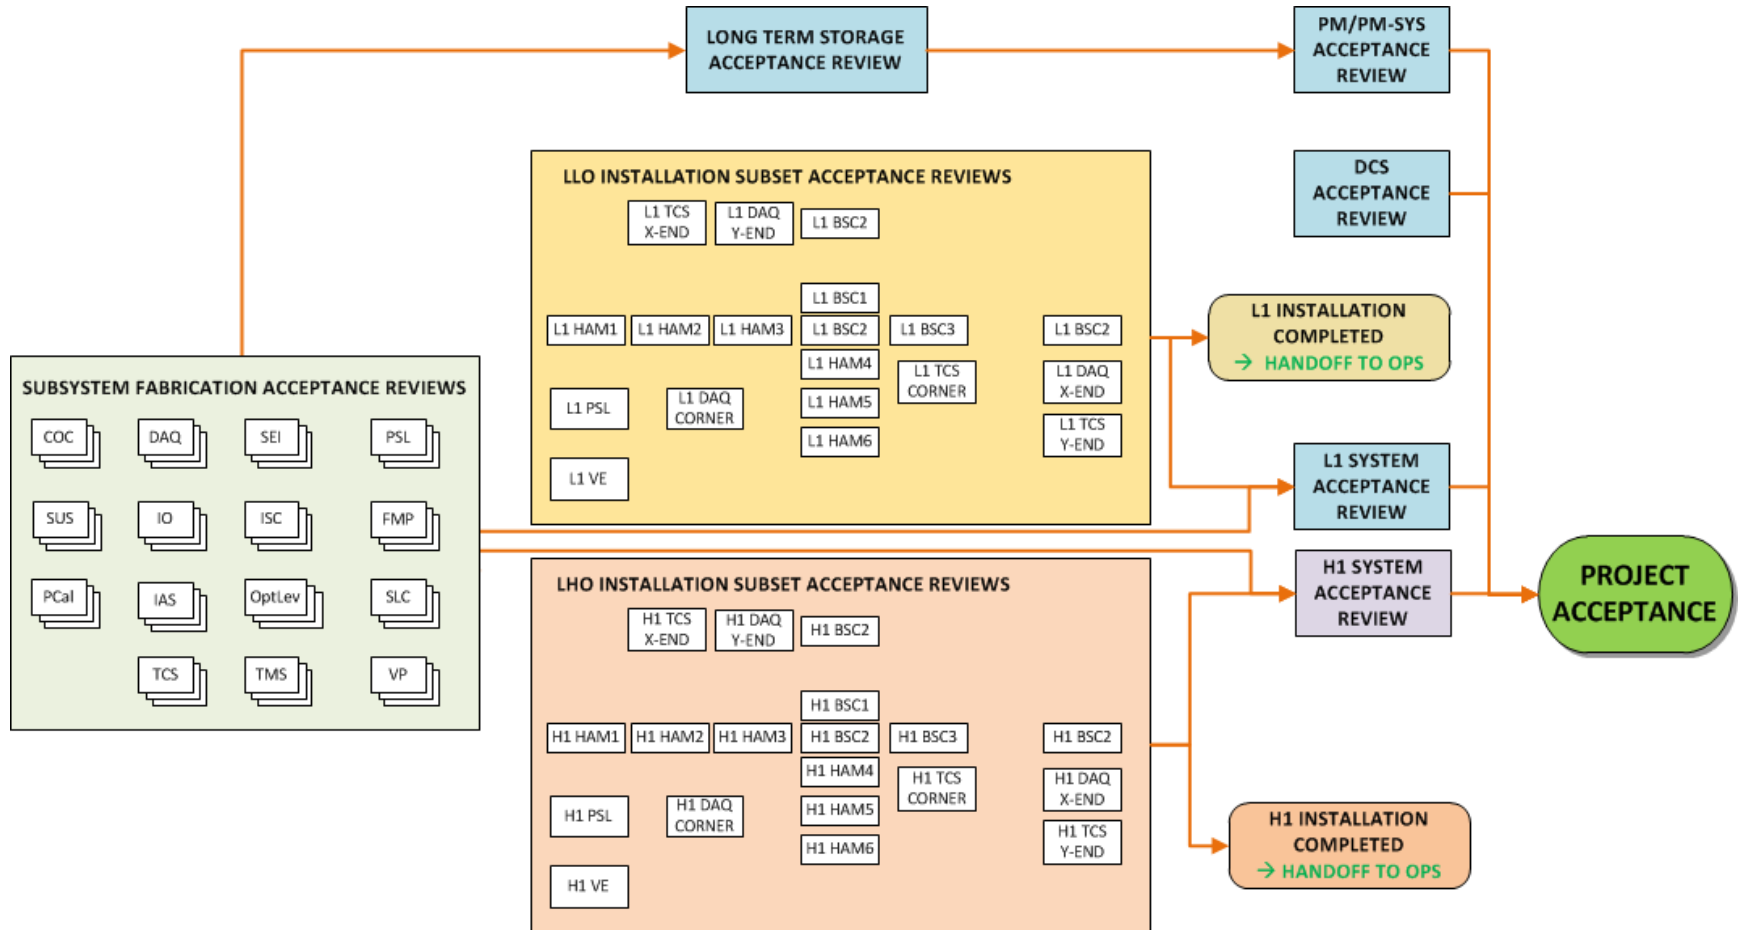 LONG TERM STORAGE
ACCEPTANCE REVIEW
PM/PM-SYS
ACCEPTANCE
REVIEW
DCS
ACCEPTANCE
REVIEW
LLO INSTALLATION SUBSET ACCEPTANCE REVIEWS
L1 TCS
X-END
L1 DAQ
Y-END
L1 BSC2
L1 BSC1
L1 HAM1
L1 HAM2
L1 HAM3
L1 BSC2
L1 BSC3
L1 BSC2
L1 HAM4
L1 TCS
CORNER
L1 DAQ
X-END
L1 PSL
L1 DAQ
CORNER
L1 HAM5
L1 HAM6
L1 TCS
Y-END
L1 VE
L1 INSTALLATION
COMPLETED
→ HANDOFF TO OPS
SUBSYSTEM FABRICATION ACCEPTANCE REVIEWS
COC
DAQ
SEI
PSL
SUS
IO
ISC
FMP
PCal
IAS
OptLev
SLC
TCS
TMS
VP
L1 SYSTEM
ACCEPTANCE
REVIEW
H1 SYSTEM
ACCEPTANCE
REVIEW
PROJECT
ACCEPTANCE
LHO INSTALLATION SUBSET ACCEPTANCE REVIEWS
H1 TCS
X-END
H1 DAQ
Y-END
H1 BSC2
H1 BSC1
H1 HAM1
H1 HAM2
H1 HAM3
H1 BSC2
H1 BSC3
H1 BSC2
H1 HAM4
H1 TCS
CORNER
H1 DAQ
X-END
H1 PSL
H1 DAQ
CORNER
H1 HAM5
H1 HAM6
H1 TCS
Y-END
H1 VE
H1 INSTALLATION
COMPLETED
→ HANDOFF TO OPS